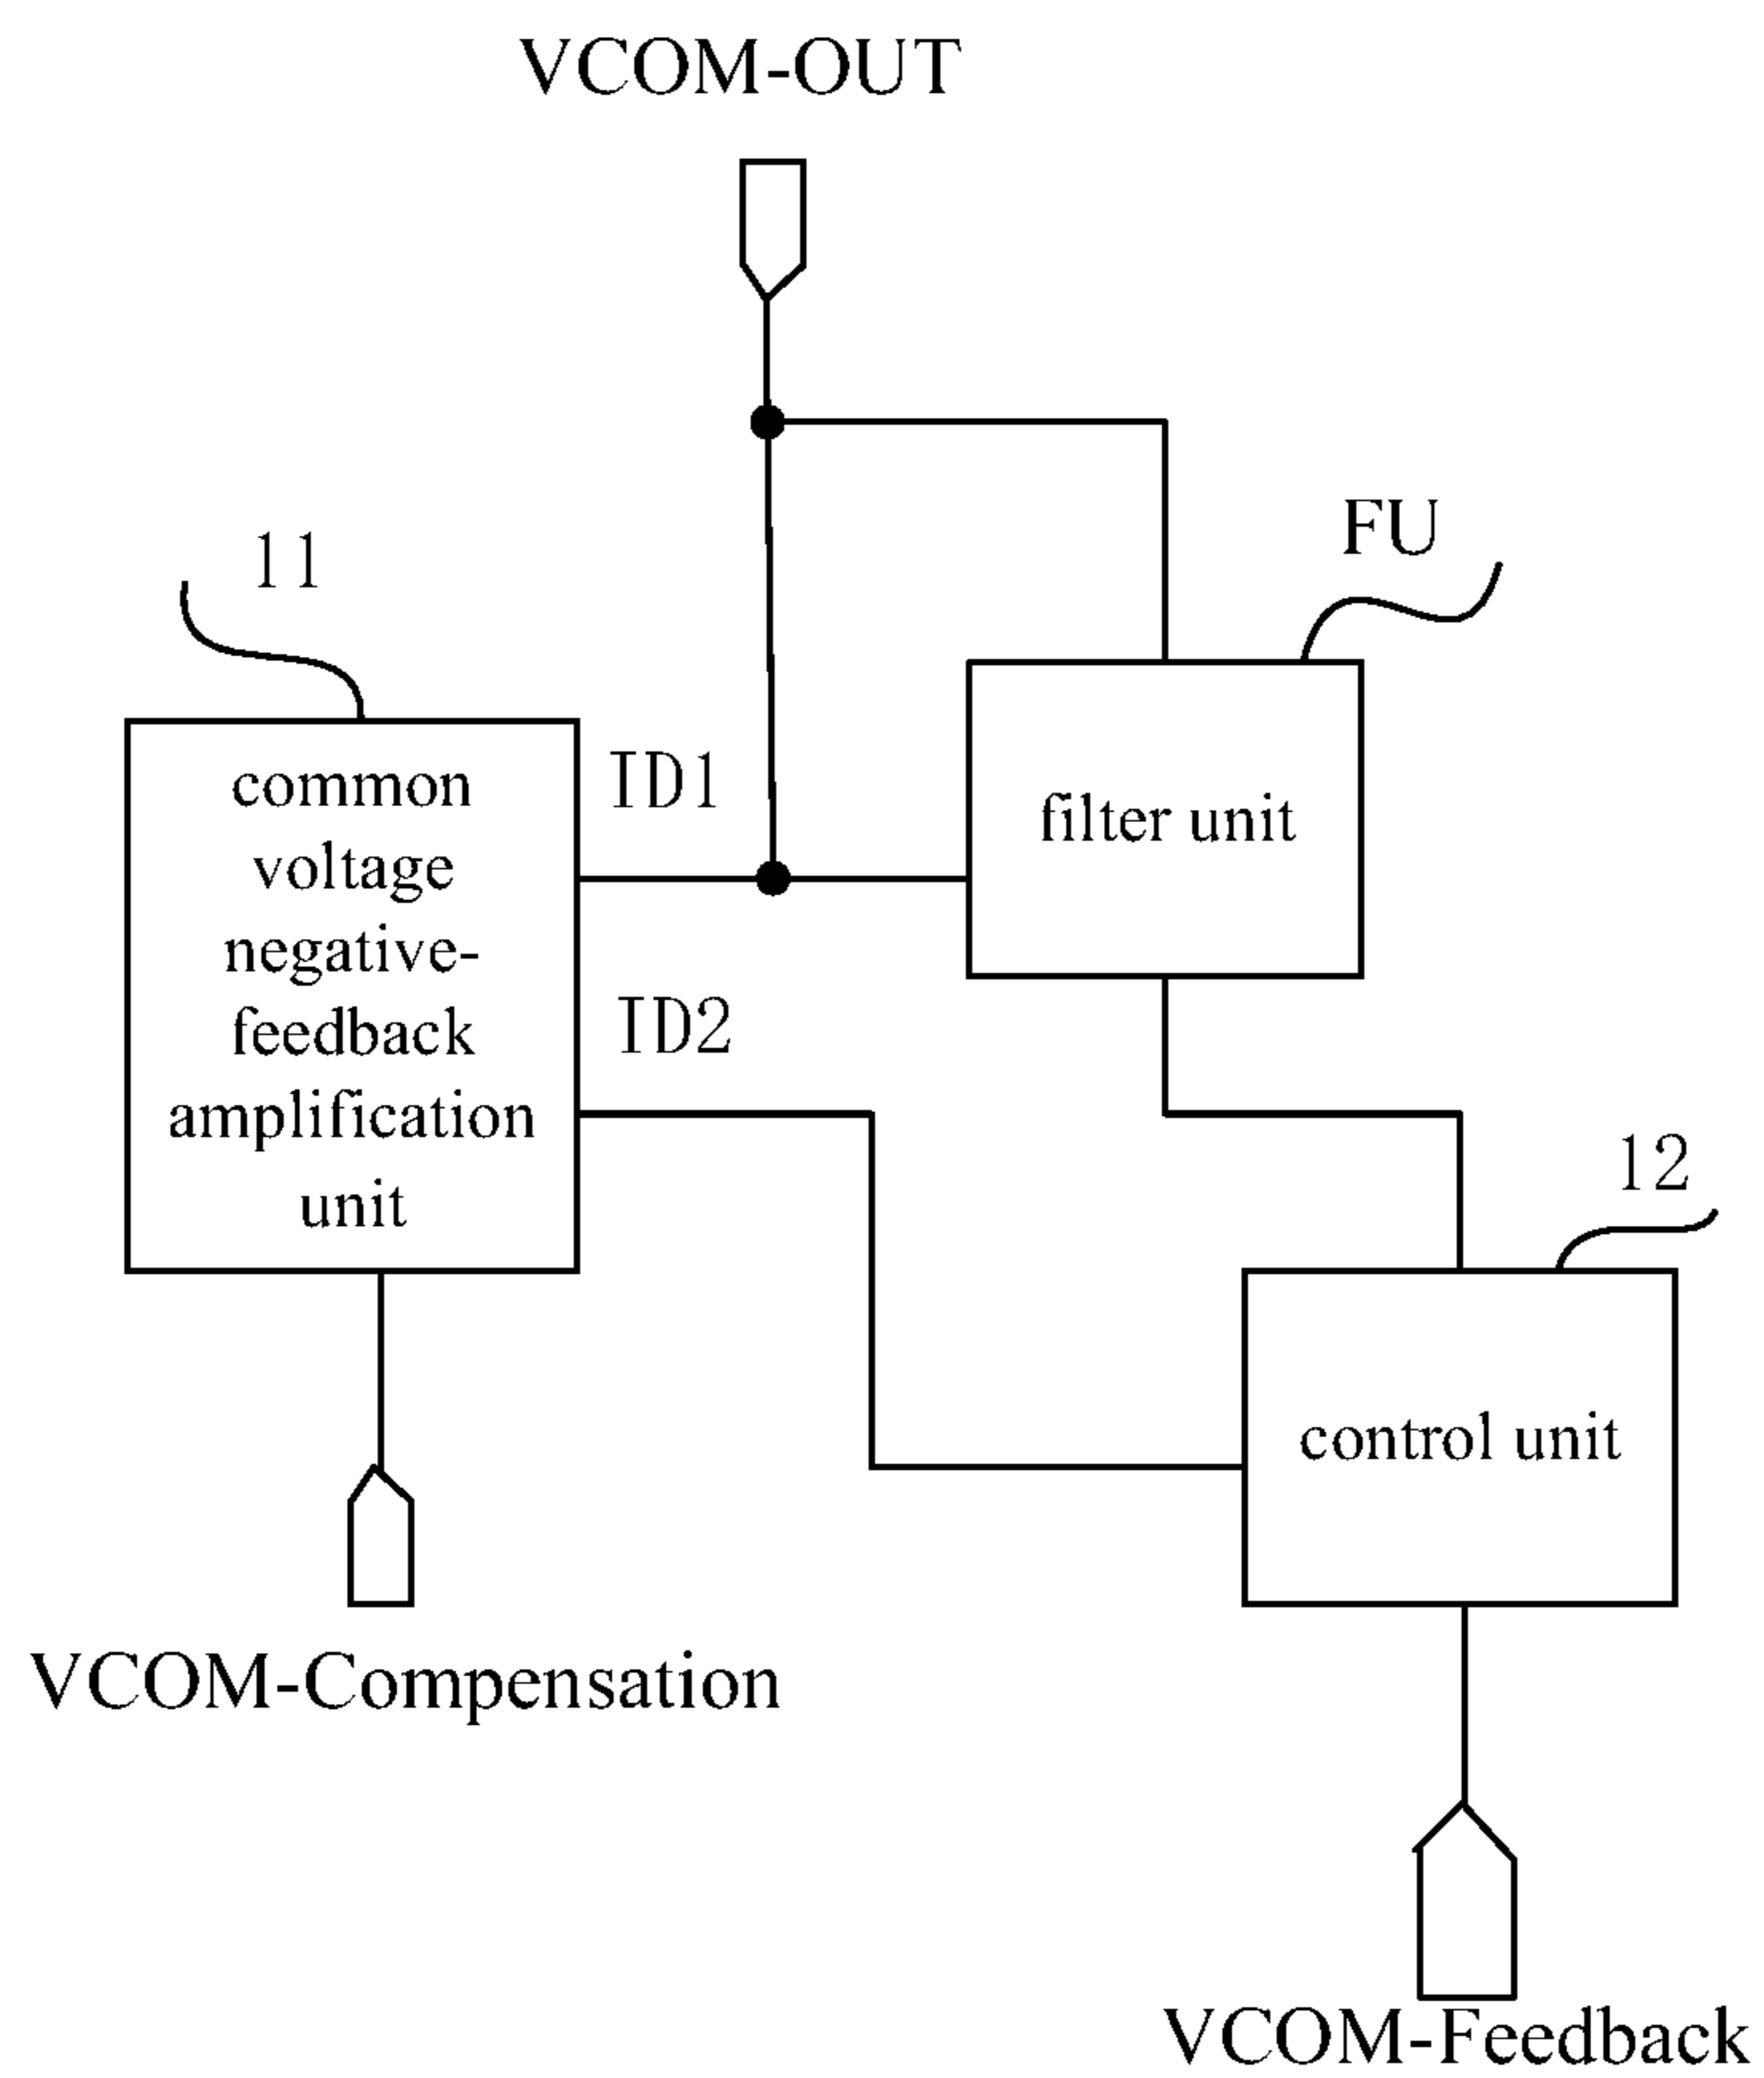 VCOM-OUT
FU
11
common
voltage
negative-
feedback
amplification
unit
ID1
filter unit
ID2
12
control unit
VCOM-Compensation
VCOM-Feedback